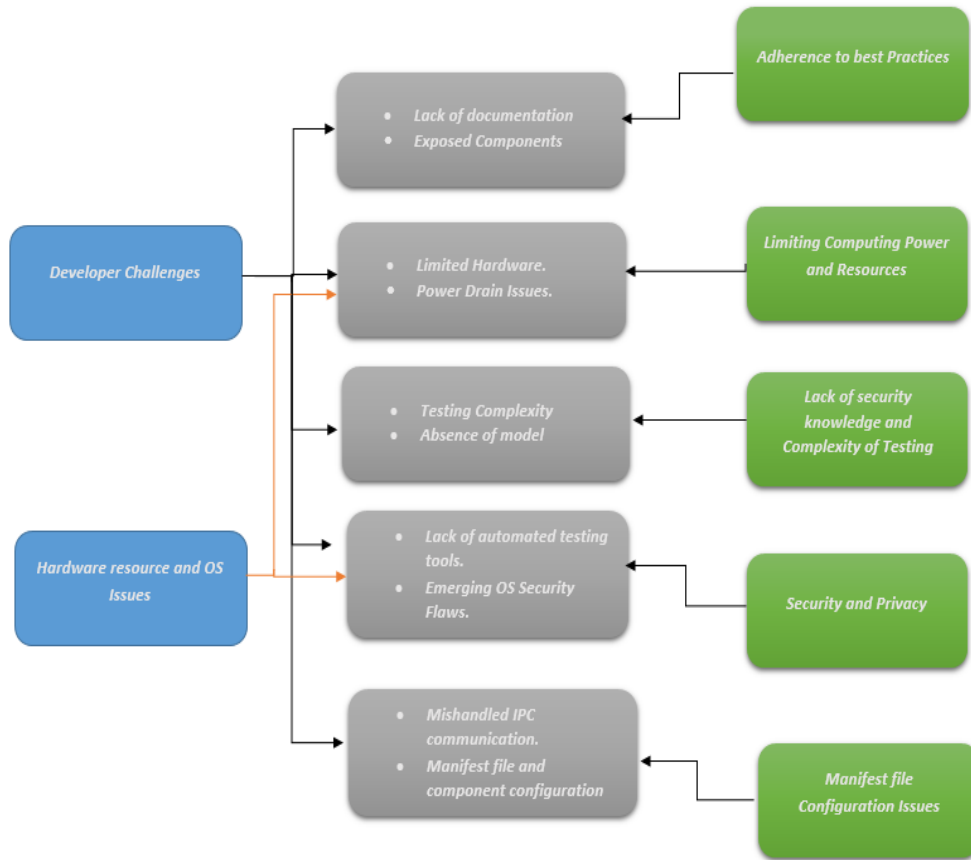 Adherence to best Practices
• Lack of documentation
• Exposed Components
Developer Challenges
• Limited Hardware.
• Power Drain Issues.
Limiting Computing Power
and Resources
• Testing Complexity
• Absence of model
Lack of security
knowledge and
Complexity of Testing
Hardware resource and OS
Issues
• Lack of automated testing
tools.
• Emerging OS Security
Flaws.
Security and Privacy
• Mishandled IPC
communication.
• Manifest file and
component configuration
Manifest file
Configuration Issues